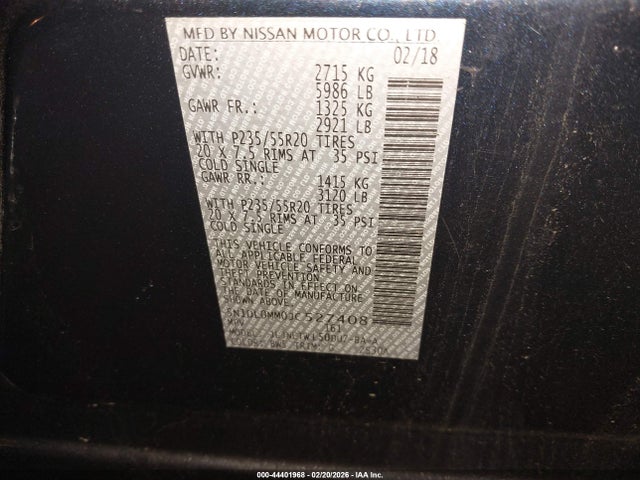 MFD BY NISSAN MOTOR CO., LTD
DATE: 02/18
GVWR: 2715 KG
5986 LB
GAWR FR.: 1325 KG
2921 LB
WITH P235/55R20 TIRES
20 X 7.5 RIMS AT 35 PSI
COLD SINGLE
GAWR RR.: 1415 KG
3120 LB
WITH P235/55R20 TIRES
20 X 7.5 RIMS AT 35 PSI
COLD SINGLE
THIS VEHICLE CONFORMS TO
ALL APPLICABLE FEDERAL
MOTOR VEHICLE SAFETY AND
THEFT PREVENTION
STANDARDS IN EFFECT ON
THE DATE OF MANUFACTURE
SHOWN ABOVE.
5N1DL0MM0JC527408
161
000-44401968 - 02/20/2026 - IAA Inc.